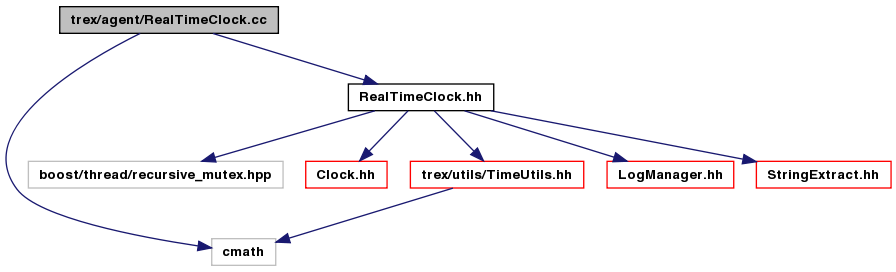 trex/agent/RealTimeClock.cc
RealTimeClock.hh
boost/thread/recursive_mutex.hpp
Clock.hh
trex/utils/TimeUtils.hh
LogManager.hh
StringExtract.hh
cmath